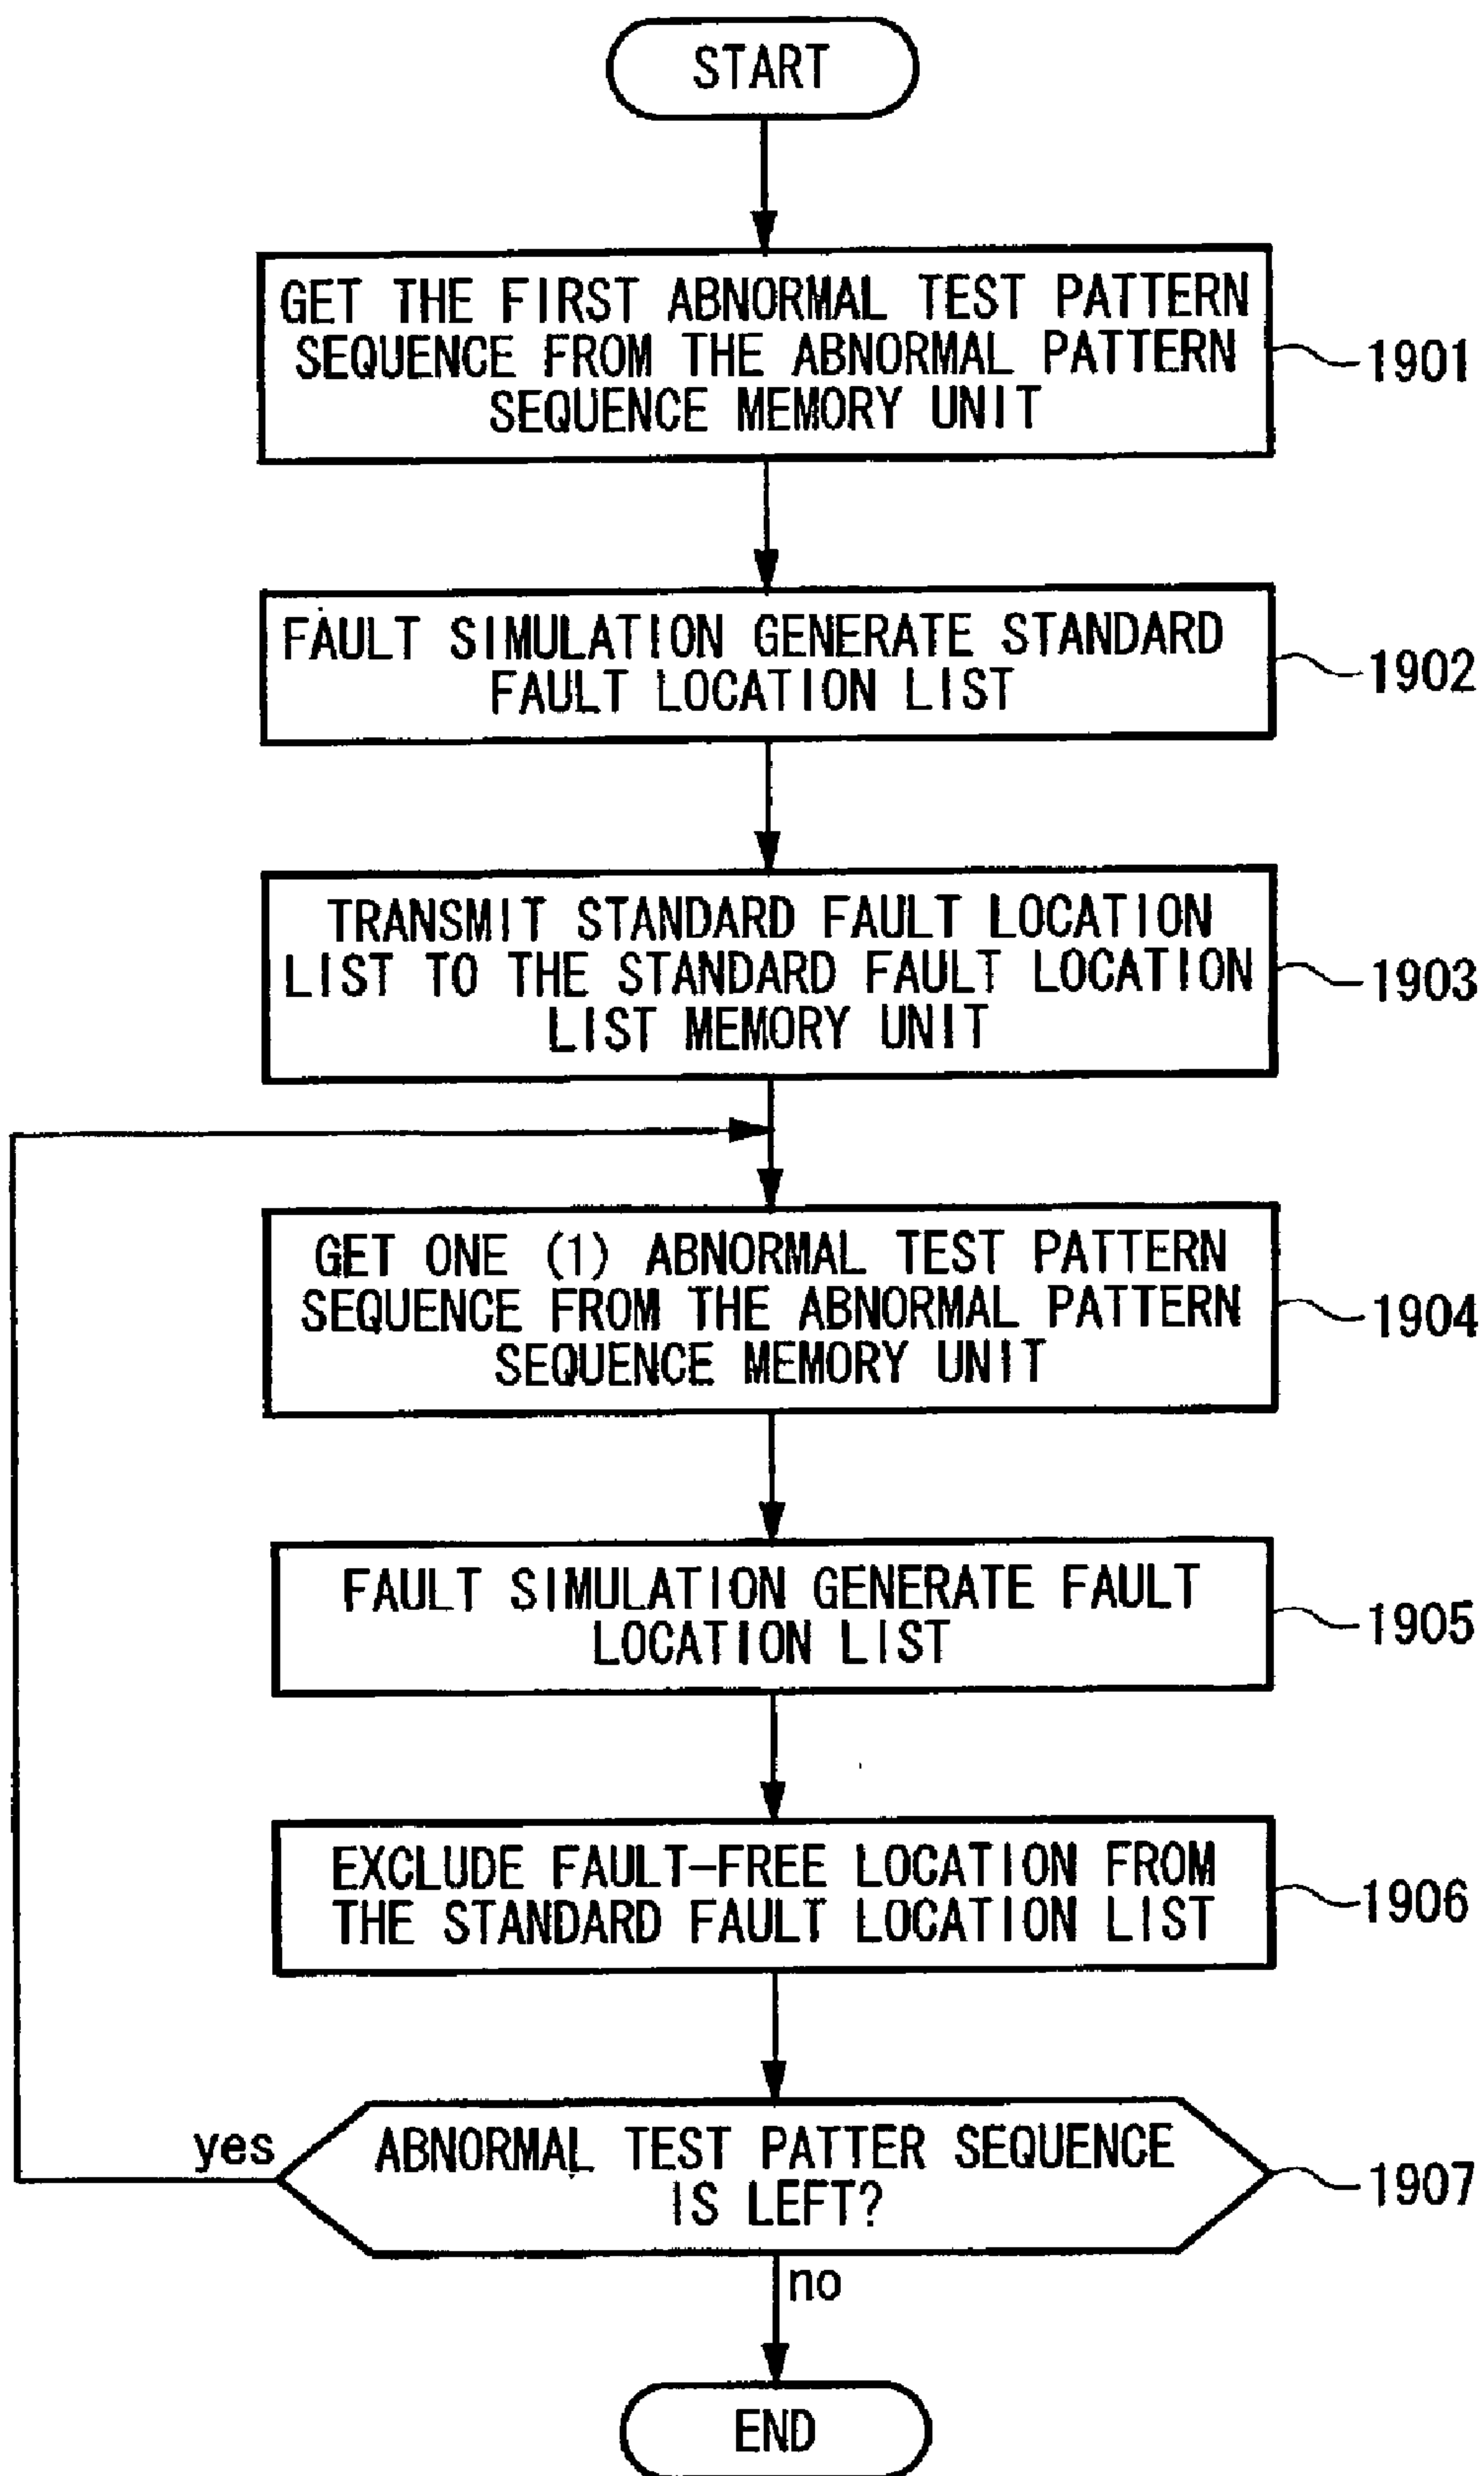 START
GET THE FIRST ABNORMAL TEST PATTERN
SEQUENCE FROM THE ABNORMAL PATTERN
SEQUENCE MEMORY UNIT
1901
FAULT SIMULATION GENERATE STANDARD
FAULT LOCATION LIST
1902
TRANSMIT STANDARD FAULT LOCATION
LIST TO THE STANDARD FAULT LOCATION
LIST MEMORY UNIT
1903
GET ONE (1) ABNORMAL TEST PATTERN
SEQUENCE FROM THE ABNORMAL PATTERN
SEQUENCE MEMORY UNIT
1904
FAULT SIMULATION GENERATE FAULT
LOCATION LIST
1905
EXCLUDE FAULT-FREE LOCATION FROM
THE STANDARD FAULT LOCATION LIST
1906
yes
ABNORMAL TEST PATTER SEQUENCE
IS LEFT?
1907
no
END